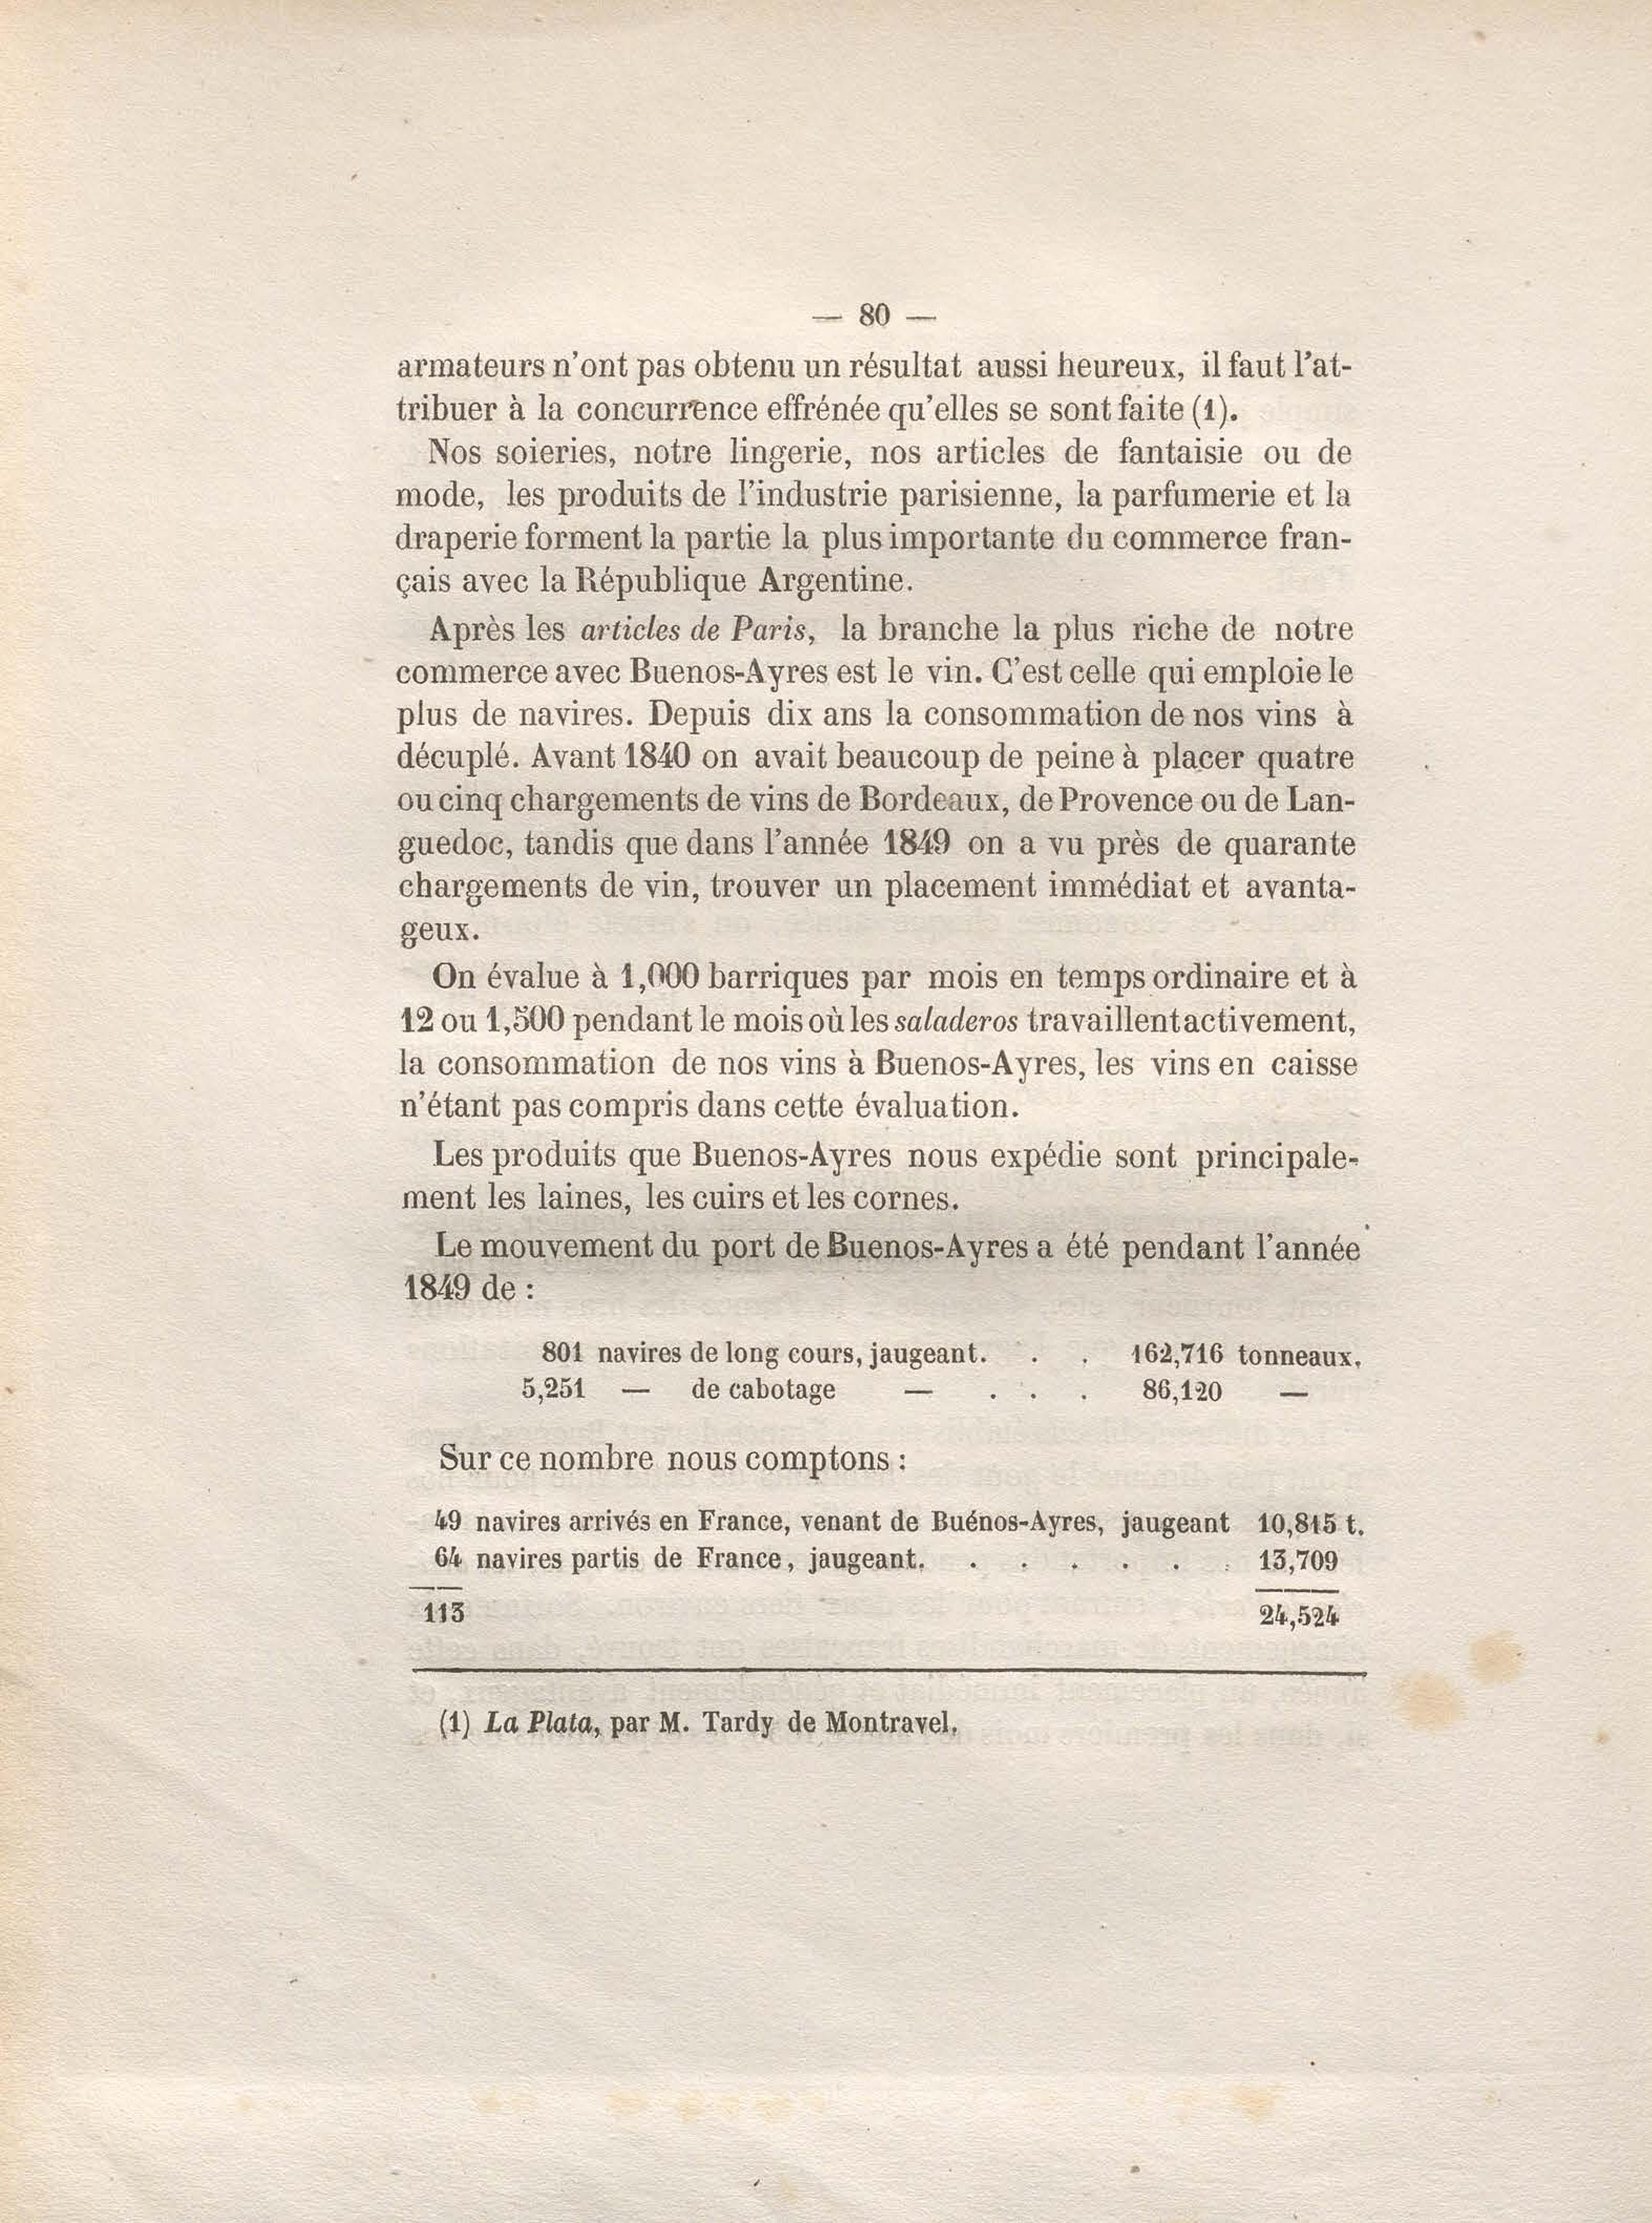 — 80 —
armateurs n'ont pas obtenu un résultat aussi heureux, il faut l'at-
tribuer à la concurrence effrénée qu'elles se sont faite (1).
Nos soieries, notre lingerie, nos articles de fantaisie ou de
mode, les produits de l'industrie parisienne, la parfumerie et la
draperie forment la partie la plus importante du commerce fran-
çais avec la République Argentine.
Après les articles de Paris, la branche la plus riche de notre
commerce avec Buenos-Ayres est le vin. C'est celle qui emploie le
plus de navires. Depuis dix ans la consommation de nos vins à
décuplé. Avant 1840 on avait beaucoup de peine à placer quatre
ou cinq chargements de vins de Bordeaux, de Provence ou de Lan-
guedoc, tandis que dans l'année 1849 on a vu près de quarante
chargements de vin, trouver un placement immédiat et avanta-
geux.
On évalue à 1,000 barriques par mois en temps ordinaire et à
12 ou 1,500 pendant le mois où les saladeros travaillent activement,
la consommation de nos vins à Buenos-Ayres, les vins en caisse
n'étant pas compris dans cette évaluation.
Les produits que Buenos-Ayres nous expédie sont principale-
ment les laines, les cuirs et les cornes.
Le mouvement du port de Buenos-Ayres a été pendant l'année
1849 de :
801 navires de long cours, jaugeant. . . 162,716 tonneaux.
5,251 — de cabotage — . . . 86,120 —
Sur ce nombre nous comptons :
49 navires arrivés en France, venant de Buénos-Ayres, jaugeant 10,815 t.
64 navires partis de France, jaugeant. . . . . . . 13,709
113 24,524
(1) La Plata, par M. Tardy de Montravel.